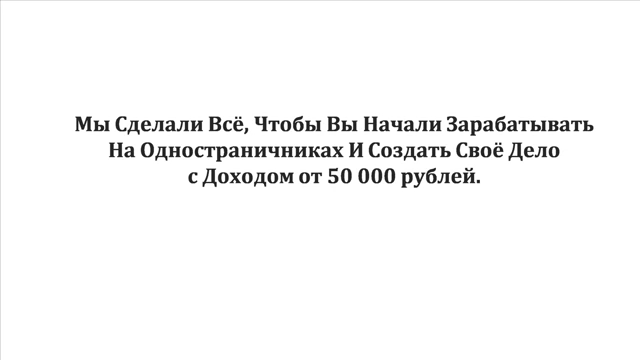 Мы Сделали Всё, Чтобы Вы Начали Зарабатывать
На Одностраничниках И Создать Своё Дело
с Доходом от 50 000 рублей.